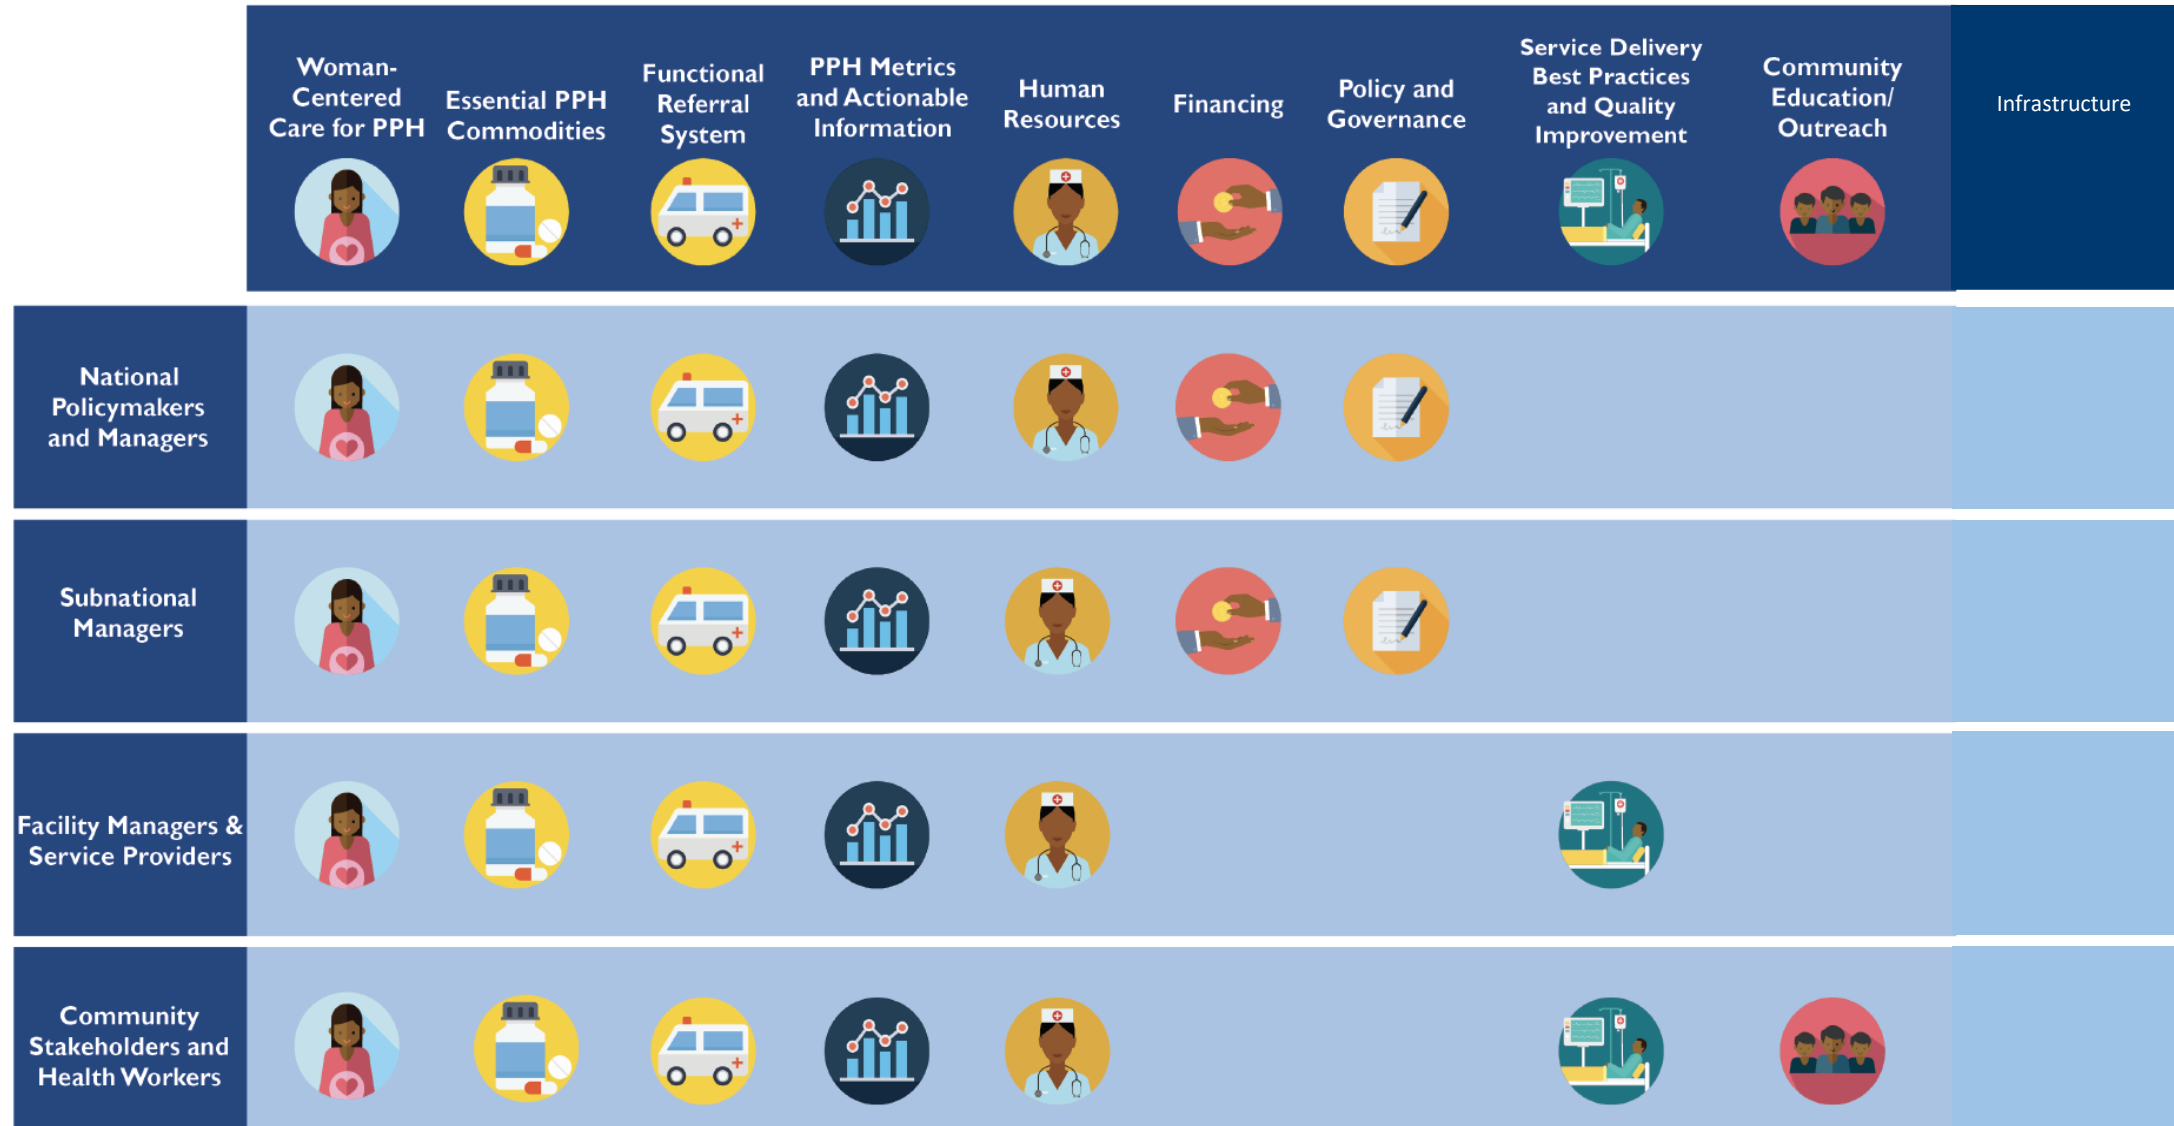 Woman-
Centered
Care for PPH
Essential PPH
Commodities
Functional
Referral
System
PPH Metrics
and Actionable
Information
Human
Resources
Financing
Policy and
Governance
Service Delivery
Best Practices
and Quality
Improvement
Community
Education/
Outreach
Infrastructure
National
Policymakers
and Managers
Subnational
Managers
Facility Managers &
Service Providers
Community
Stakeholders and
Health Workers